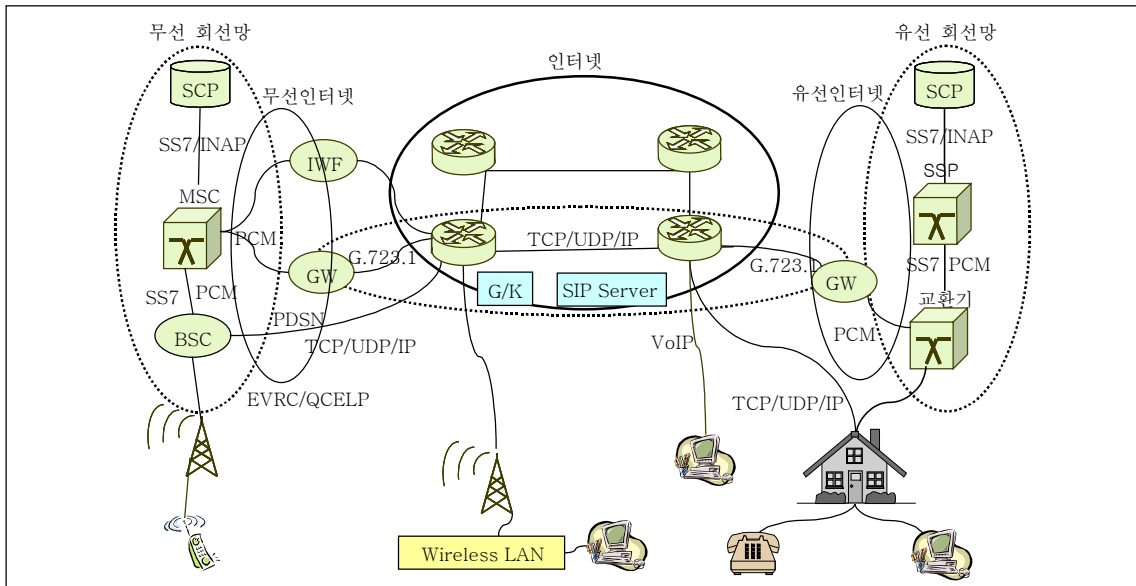 무선 회선망
유선 회선망
인터넷
SCP
무선인터넷
유선인터넷
SCP
SS7/INAP
SS7/INAP
IWF
SSP
MSC
PCM
TCP/UDP/IP
G.723.1
G.723.1
SS7
PCM
GW
GW
SS7
PCM
G/K
SIP Server
교환기
PDSN
BSC
TCP/UDP/IP
VoIP
PCM
EVRC/QCELP
TCP/UDP/IP
Wireless LAN